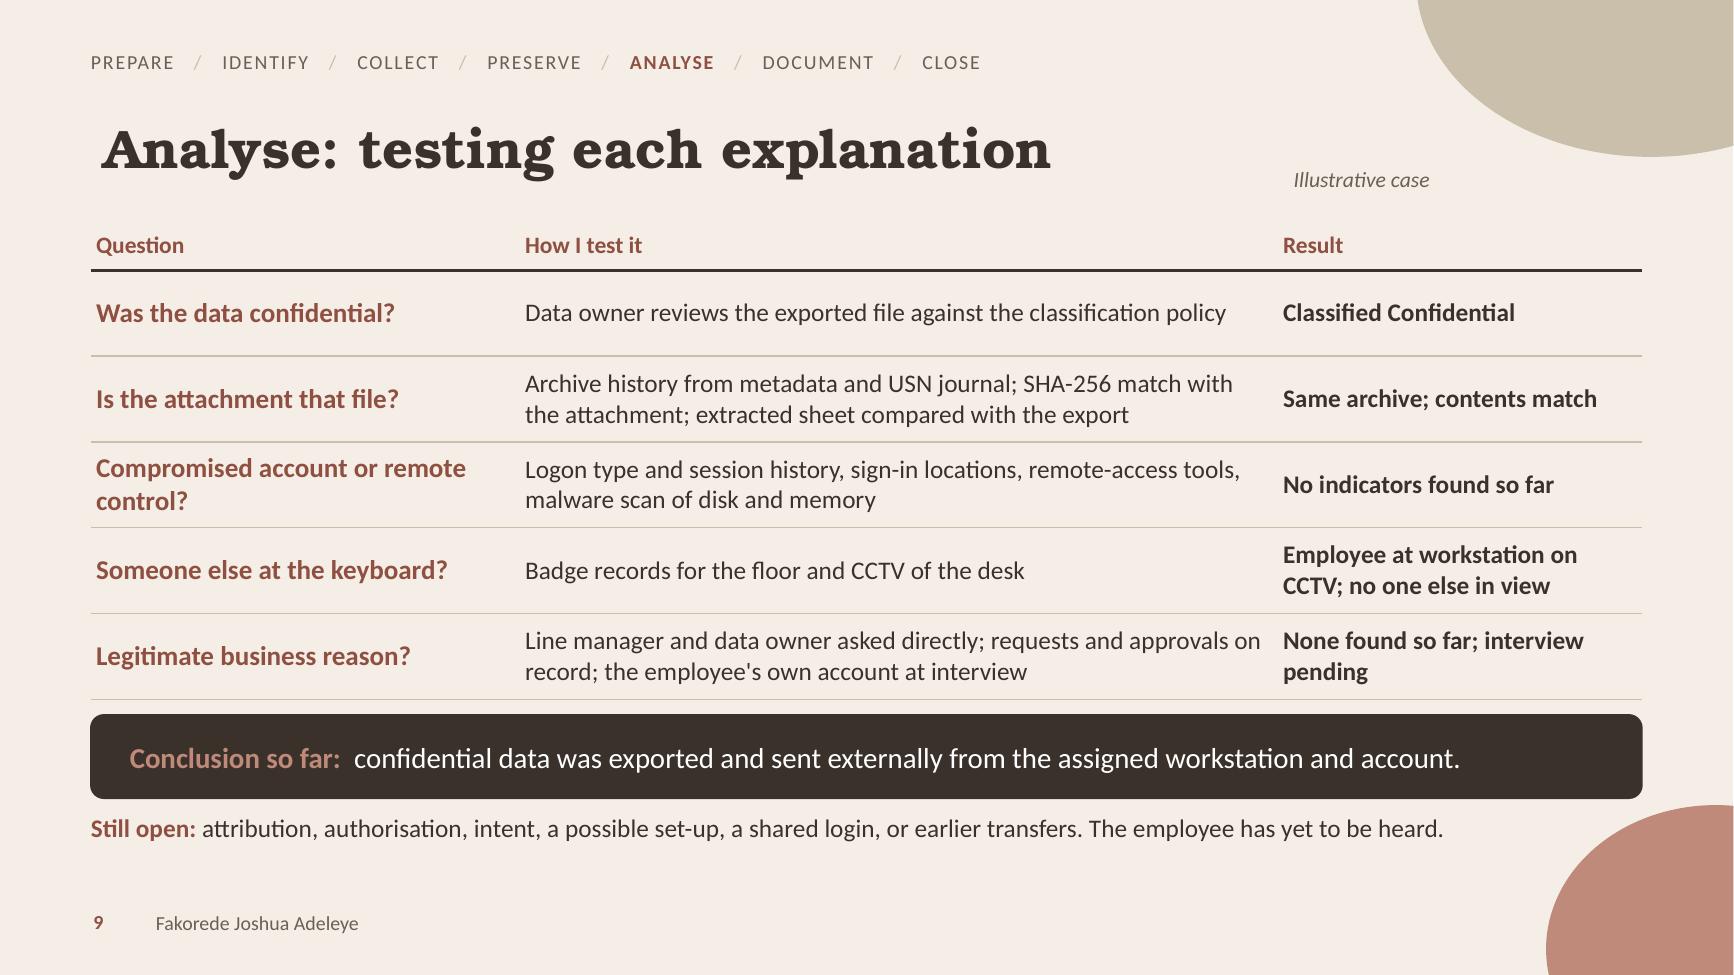 PREPARE / IDENTIFY / COLLECT / PRESERVE / ANALYSE / DOCUMENT / CLOSE
Analyse: testing each explanation
Illustrative case
Question How I test it Result
Was the data confidential? Data owner reviews the exported file against the classification policy Classified Confidential
Is the attachment that file? Archive history from metadata and USN journal; SHA-256 match with
the attachment; extracted sheet compared with the export Same archive; contents match
Compromised account or remote
control? Logon type and session history, sign-in locations, remote-access tools,
malware scan of disk and memory No indicators found so far
Someone else at the keyboard? Badge records for the floor and CCTV of the desk Employee at workstation on
CCTV; no one else in view
Legitimate business reason? Line manager and data owner asked directly; requests and approvals on
record; the employee's own account at interview None found so far; interview
pending
Conclusion so far: confidential data was exported and sent externally from the assigned workstation and account.
Still open: attribution, authorisation, intent, a possible set-up, a shared login, or earlier transfers. The employee has yet to be heard.
9 Fakorede Joshua Adeleye